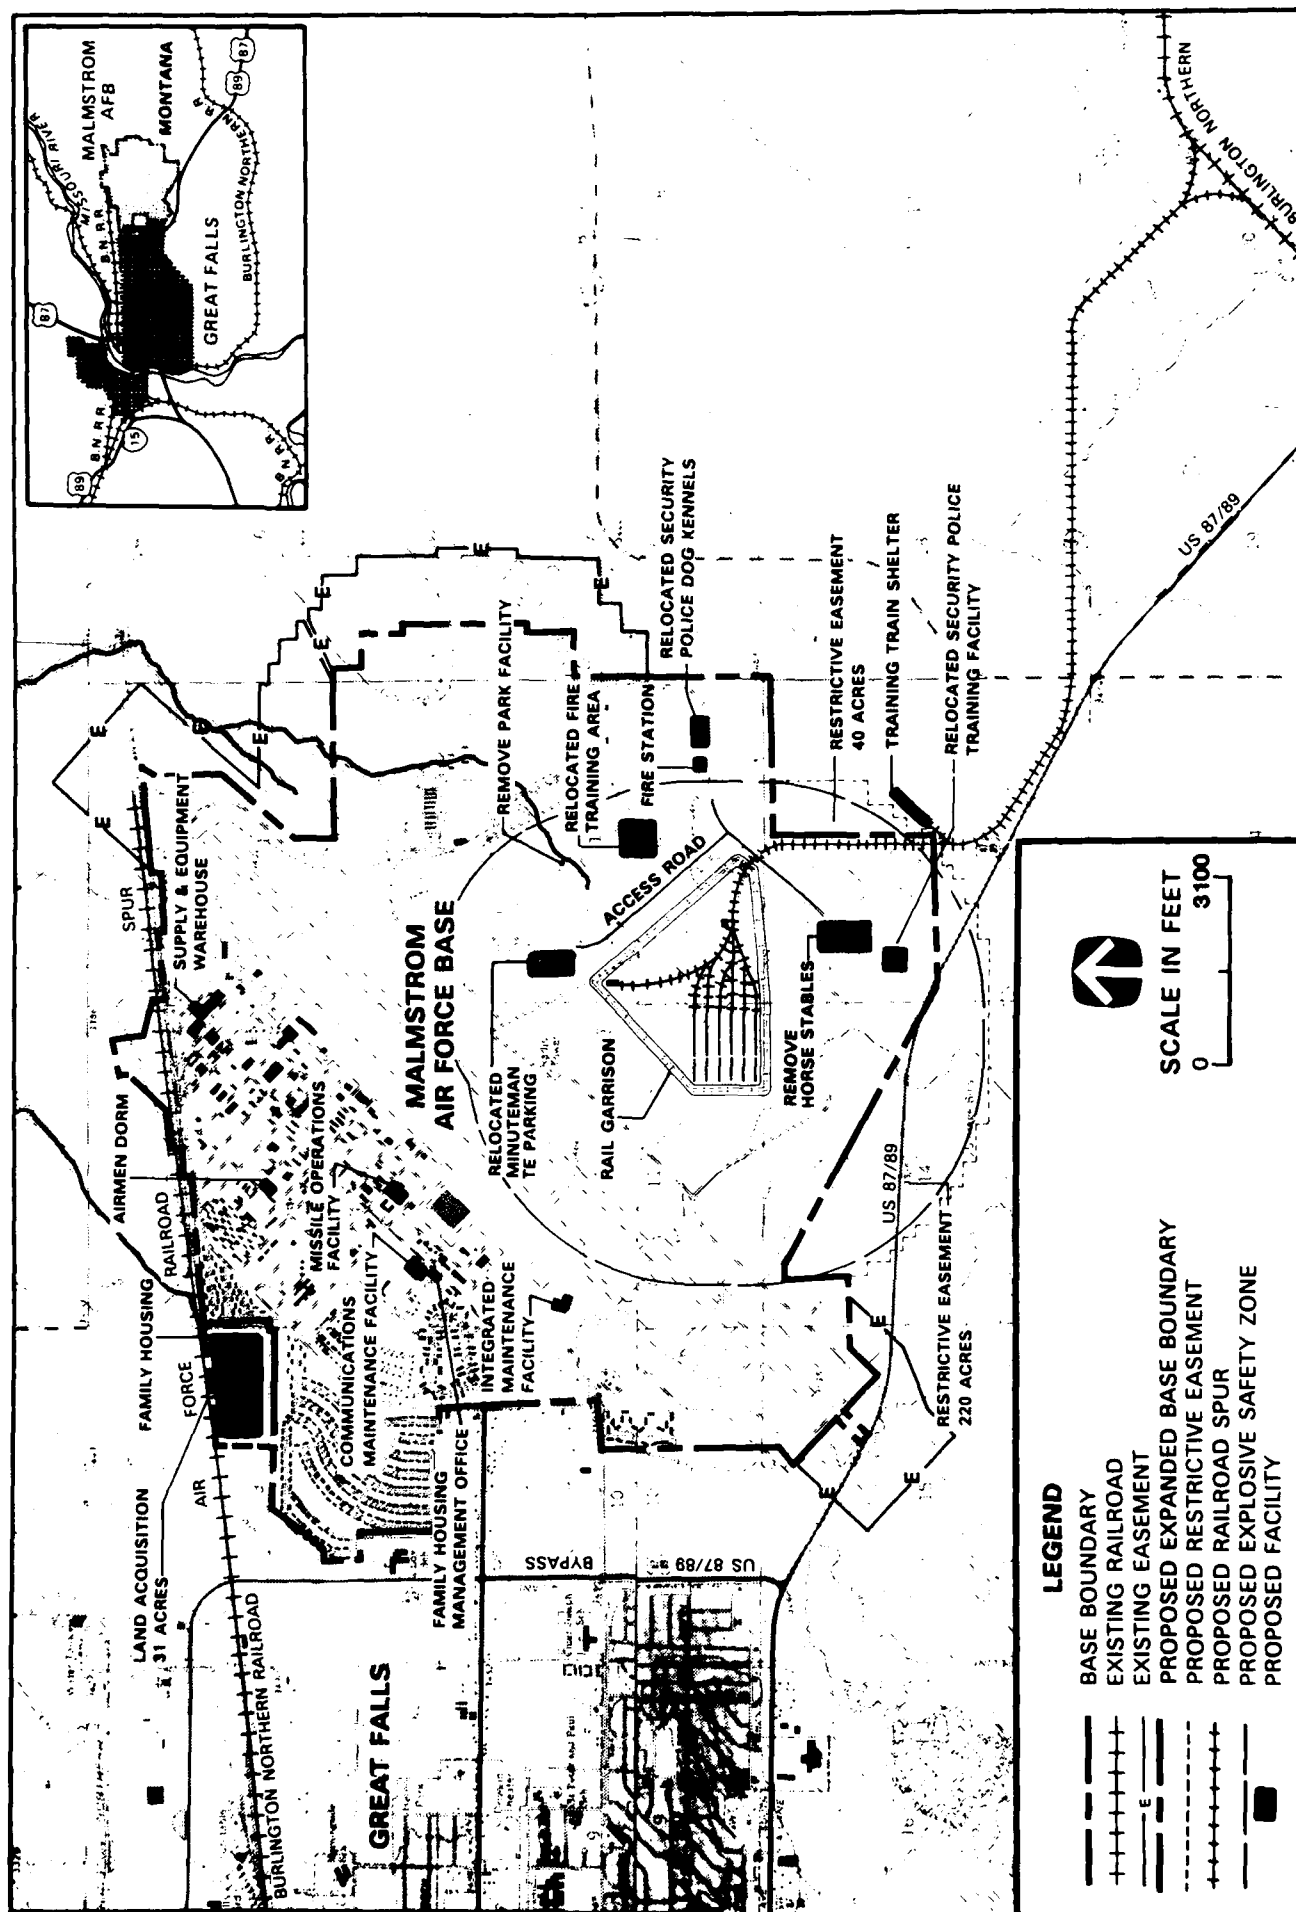 MALMSTROM
AFB
MONTANA
MISSOURI RIVER
B.N. R.R.
GREAT FALLS
BURLINGTON NORTHERN R R
B.N. R.R.
B N R R
87
89
87
89
15
LAND ACQUISITION
31 ACRES
FAMILY HOUSING
AIRMEN DORM
SUPPLY & EQUIPMENT
WAREHOUSE
AIR FORCE RAILROAD SPUR
BURLINGTON NORTHERN RAILROAD
MISSILE OPERATIONS
FACILITY
COMMUNICATIONS
MAINTENANCE FACILITY
FAMILY HOUSING
MANAGEMENT OFFICE
INTEGRATED
MAINTENANCE
FACILITY
GREAT FALLS
BYPASS
US 87/89
MALMSTROM
AIR FORCE BASE
RELOCATED
MINUTEMAN
TE PARKING
RAIL GARRISON
ACCESS ROAD
REMOVE PARK FACILITY
RELOCATED FIRE
TRAINING AREA
FIRE STATION
RELOCATED SECURITY
POLICE DOG KENNELS
REMOVE
HORSE STABLES
RESTRICTIVE EASEMENT
40 ACRES
TRAINING TRAIN SHELTER
RELOCATED SECURITY POLICE
TRAINING FACILITY
US 87/89
RESTRICTIVE EASEMENT
220 ACRES
US 87/89
BURLINGTON NORTHERN
E
E
E
E
E
E
E
E
E
E
LEGEND
BASE BOUNDARY
EXISTING RAILROAD
E EXISTING EASEMENT
PROPOSED EXPANDED BASE BOUNDARY
PROPOSED RESTRICTIVE EASEMENT
PROPOSED RAILROAD SPUR
PROPOSED EXPLOSIVE SAFETY ZONE
PROPOSED FACILITY
SCALE IN FEET
0 3100